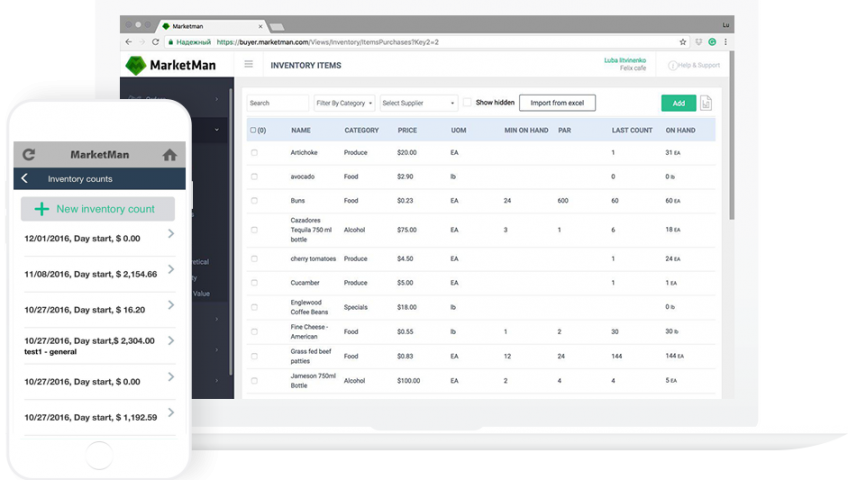 Marketman
Lu
Надежный https://buyer.marketman.com/Views/Inventory/ItemsPurchases?Key2=2
MarketMan
INVENTORY ITEMS
Luba litvinenko
Felix cafe
Help & Support
Search
Filter By Category
Select Supplier
Show hidden
Import from excel
Add
(0) NAME CATEGORY PRICE UOM MIN ON HAND PAR LAST COUNT ON HAND
Artichoke Produce $20.00 EA 1 31 EA
avocado Food $2.90 lb 0 0 lb
Buns Food $0.23 EA 24 600 60 60 EA
Cazadores
Tequila 750 ml Alcohol $75.00 EA 3 1 6 18 EA
bottle
cherry tomatoes Produce $4.50 EA 1 24 EA
Cucamber Produce $5.00 EA 1 1 EA
Englewood
Coffee Beans Specials $18.00 lb 0 lb
Fine Cheese -
American Food $0.55 lb 1 2 30 30 lb
Grass fed beef
patties Food $0.83 EA 12 24 144 144 EA
Jameson 750ml
Bottle Alcohol $100.00 EA 2 4 4 5 EA
retical
Value
MarketMan
Inventory counts
+ New inventory count
12/01/2016, Day start, $ 0.00
11/08/2016, Day start, $ 2,154.66
10/27/2016, Day start, $ 16.20
10/27/2016, Day start,$ 2,304.00
test1 - general
10/27/2016, Day start, $ 0.00
10/27/2016, Day start, $ 1,192.59